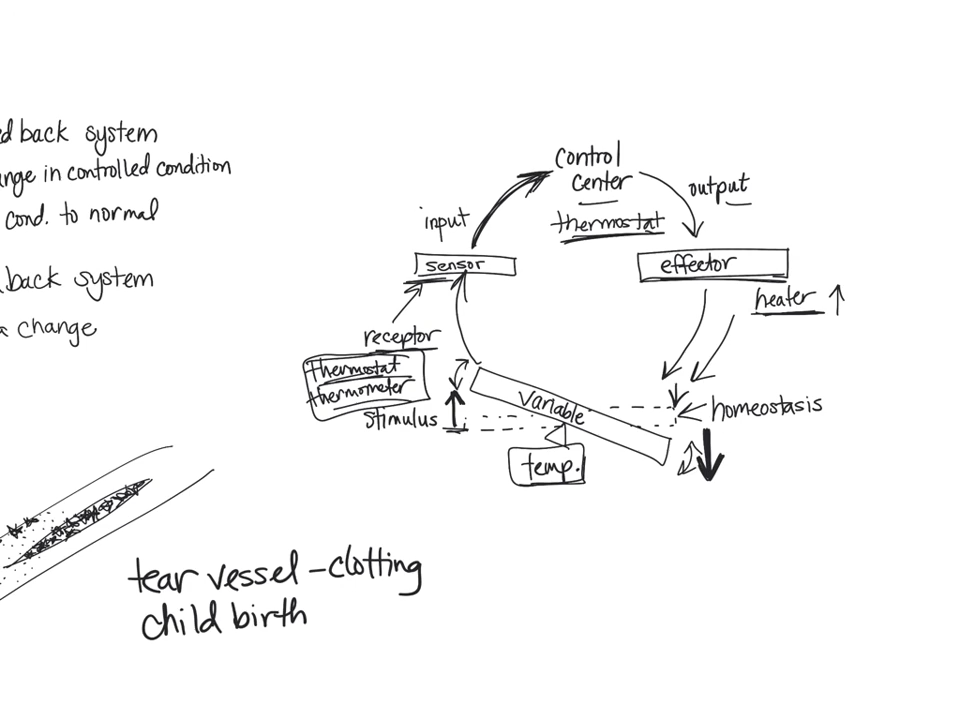 back system
in controlled condition
cond. to normal
back system
a change
control
center
thermostat
output
input
sensor
effector
heater
receptor
thermostat
thermometer
stimulus
variable
homeostasis
temp.
tear vessel - clotting
child birth